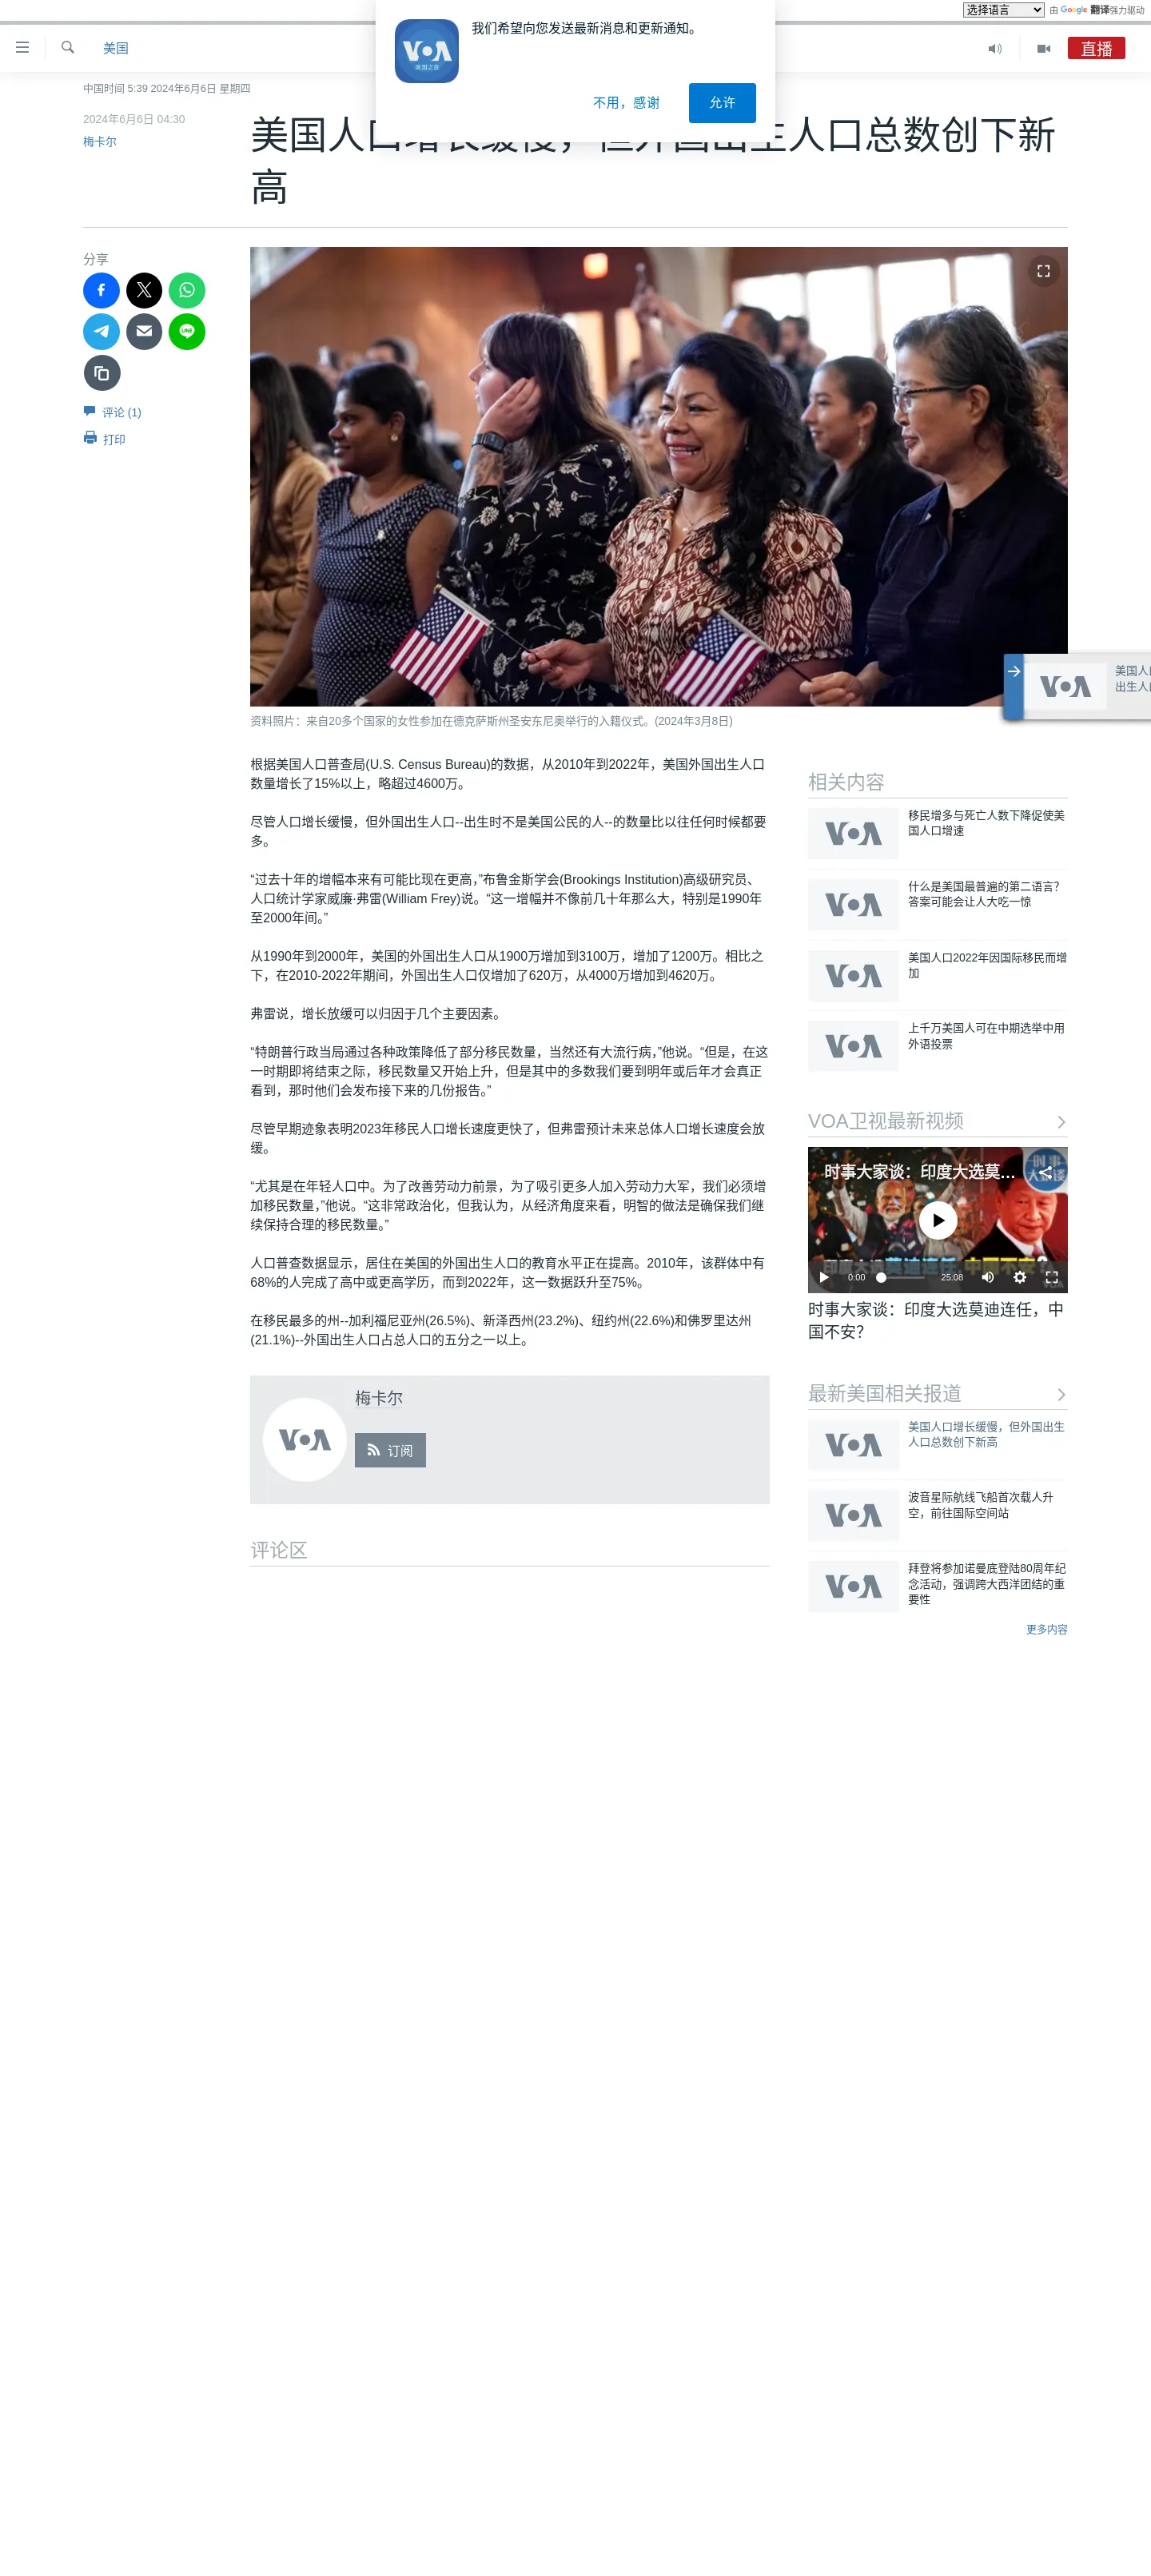 选择语言 由 Google 翻译强力驱动
美国
直播
VOA
美国之音
我们希望向您发送最新消息和更新通知。
不用，感谢 允许
中国时间 5:39 2024年6月6日 星期四
2024年6月6日 04:30
梅卡尔
美国人口增长缓慢，但外国出生人口总数创下新
高
分享
评论 (1)
打印
VOA
美国人口
出生人口
资料照片：来自20多个国家的女性参加在德克萨斯州圣安东尼奥举行的入籍仪式。(2024年3月8日)
根据美国人口普查局(U.S. Census Bureau)的数据，从2010年到2022年，美国外国出生人口
数量增长了15%以上，略超过4600万。
尽管人口增长缓慢，但外国出生人口--出生时不是美国公民的人--的数量比以往任何时候都要
多。
“过去十年的增幅本来有可能比现在更高，”布鲁金斯学会(Brookings Institution)高级研究员、
人口统计学家威廉·弗雷(William Frey)说。“这一增幅并不像前几十年那么大，特别是1990年
至2000年间。”
从1990年到2000年，美国的外国出生人口从1900万增加到3100万，增加了1200万。相比之
下，在2010-2022年期间，外国出生人口仅增加了620万，从4000万增加到4620万。
弗雷说，增长放缓可以归因于几个主要因素。
“特朗普行政当局通过各种政策降低了部分移民数量，当然还有大流行病，”他说。“但是，在这
一时期即将结束之际，移民数量又开始上升，但是其中的多数我们要到明年或后年才会真正
看到，那时他们会发布接下来的几份报告。”
尽管早期迹象表明2023年移民人口增长速度更快了，但弗雷预计未来总体人口增长速度会放
缓。
“尤其是在年轻人口中。为了改善劳动力前景，为了吸引更多人加入劳动力大军，我们必须增
加移民数量，”他说。“这非常政治化，但我认为，从经济角度来看，明智的做法是确保我们继
续保持合理的移民数量。”
人口普查数据显示，居住在美国的外国出生人口的教育水平正在提高。2010年，该群体中有
68%的人完成了高中或更高学历，而到2022年，这一数据跃升至75%。
在移民最多的州--加利福尼亚州(26.5%)、新泽西州(23.2%)、纽约州(22.6%)和佛罗里达州
(21.1%)--外国出生人口占总人口的五分之一以上。
VOA
梅卡尔
订阅
评论区
相关内容
VOA
移民增多与死亡人数下降促使美
国人口增速
VOA
什么是美国最普遍的第二语言？
答案可能会让人大吃一惊
VOA
美国人口2022年因国际移民而增
加
VOA
上千万美国人可在中期选举中用
外语投票
VOA卫视最新视频
时事大家谈：印度大选莫...
印度大选莫迪连任，中国不安？
0:00 25:08
VOA
时事大家谈：印度大选莫迪连任，中
国不安？
最新美国相关报道
VOA
美国人口增长缓慢，但外国出生
人口总数创下新高
VOA
波音星际航线飞船首次载人升
空，前往国际空间站
VOA
拜登将参加诺曼底登陆80周年纪
念活动，强调跨大西洋团结的重
要性
更多内容